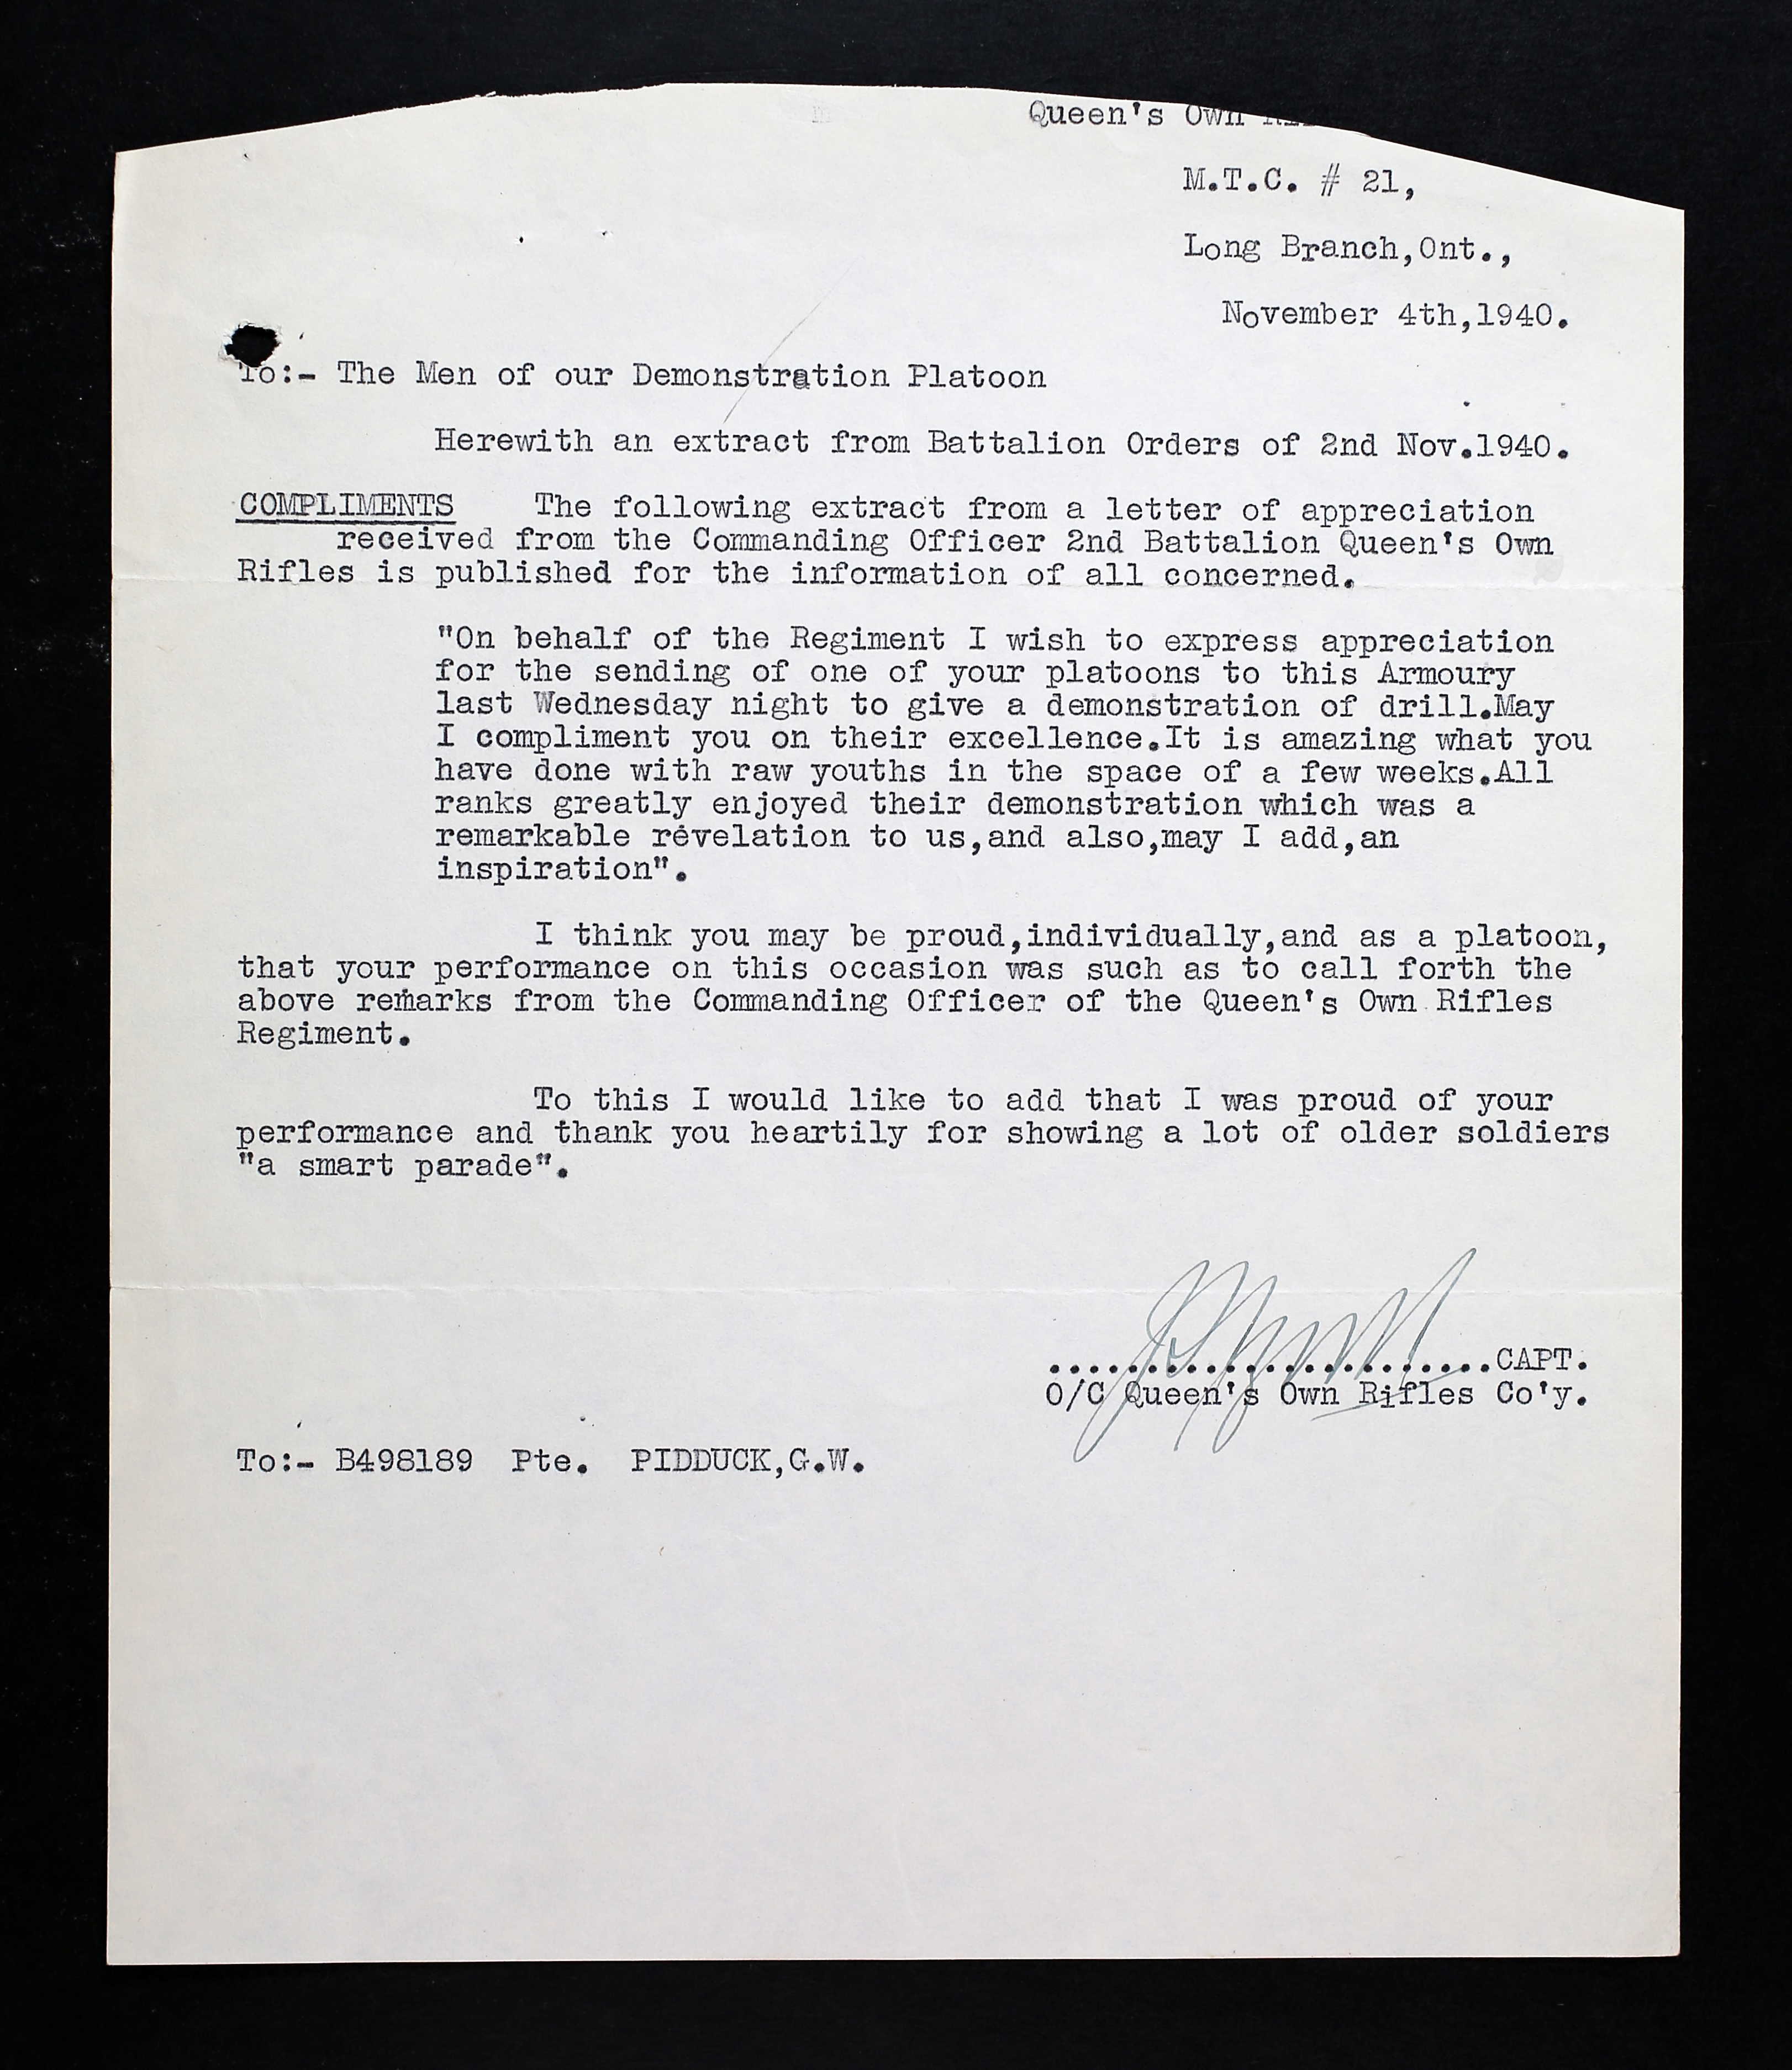 Queen's Own
M.T.C. # 21,
Long Branch,Ont.,
November 4th,1940.
To:- The Men of our Demonstration Platoon
Herewith an extract from Battalion Orders of 2nd Nov.1940.
COMPLIMENTS The following extract from a letter of appreciation
received from the Commanding Officer 2nd Battalion Queen's Own
Rifles is published for the information of all concerned.
"On behalf of the Regiment I wish to express appreciation
for the sending of one of your platoons to this Armoury
last Wednesday night to give a demonstration of drill.May
I compliment you on their excellence.It is amazing what you
have done with raw youths in the space of a few weeks.All
ranks greatly enjoyed their demonstration which was a
remarkable revelation to us,and also,may I add,an
inspiration".
I think you may be proud,individually,and as a platoon,
that your performance on this occasion was such as to call forth the
above remarks from the Commanding Officer of the Queen's Own Rifles
Regiment.
To this I would like to add that I was proud of your
performance and thank you heartily for showing a lot of older soldiers
"a smart parade".
.......................CAPT.
O/C Queen's Own Rifles Co'y.
To:- B498189 Pte. PIDDUCK,G.W.